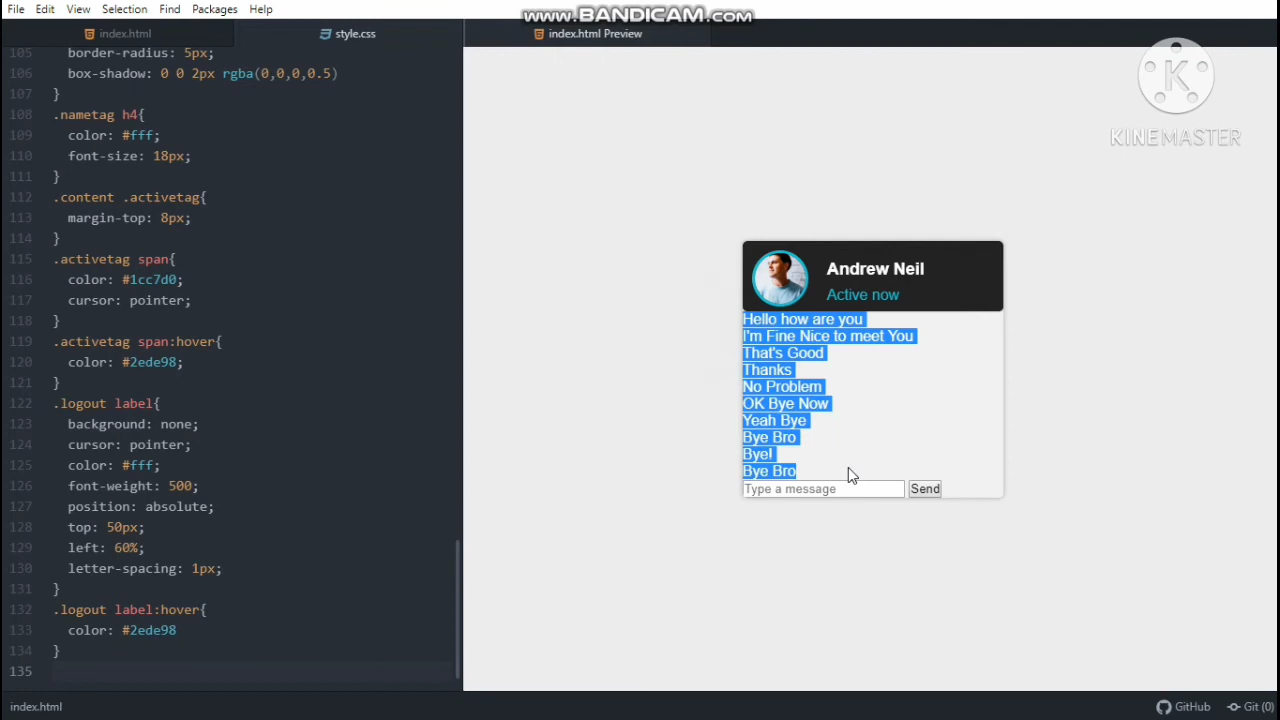 File Edit View Selection Find Packages Help
www.BANDICAM.com
index.html
style.css
index.html Preview
KINEMASTER
105 border-radius: 5px;
106 box-shadow: 0 0 2px rgba(0,0,0,0.5)
107 }
108 .nametag h4{
109 color: #fff;
110 font-size: 18px;
111 }
112 .content .activetag{
113 margin-top: 8px;
114 }
115 .activetag span{
116 color: #1cc7d0;
117 cursor: pointer;
118 }
119 .activetag span:hover{
120 color: #2ede98;
121 }
122 .logout label{
123 background: none;
124 cursor: pointer;
125 color: #fff;
126 font-weight: 500;
127 position: absolute;
128 top: 50px;
129 left: 60%;
130 letter-spacing: 1px;
131 }
132 .logout label:hover{
133 color: #2ede98
134 }
135
Andrew Neil
Active now
Hello how are you
I'm Fine Nice to meet You
That's Good
Thanks
No Problem
OK Bye Now
Yeah Bye
Bye Bro
Bye!
Bye Bro
Type a message Send
index.html
GitHub Git (0)